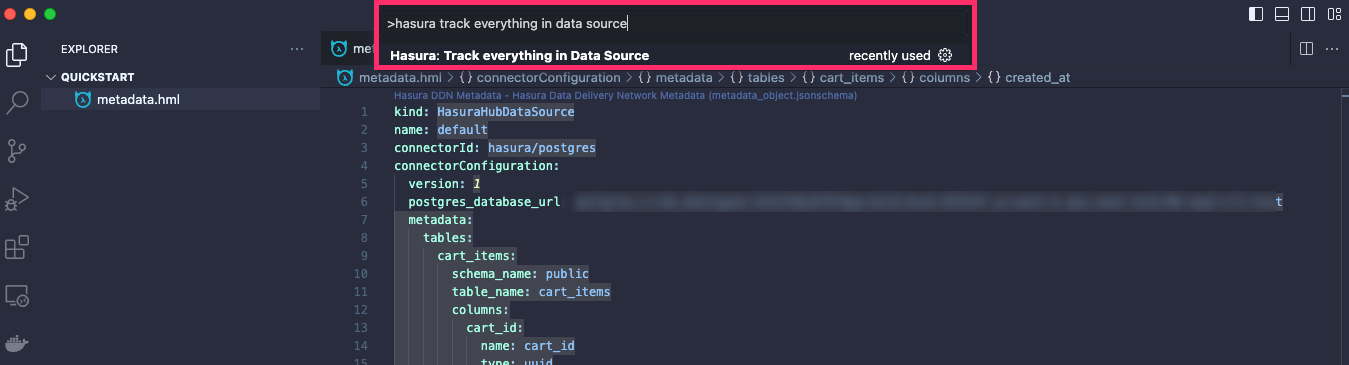 >hasura track everything in data source
Hasura: Track everything in Data Source recently used
EXPLORER
QUICKSTART
metadata.hml
metadata.hml > {} connectorConfiguration > {} metadata > {} tables > {} cart_items > {} columns > {} created_at
Hasura DDN Metadata - Hasura Data Delivery Network Metadata (metadata_object.jsonschema)
1 kind: HasuraHubDataSource
2 name: default
3 connectorId: hasura/postgres
4 connectorConfiguration:
5 version: 1
6 postgres_database_url
7 metadata:
8 tables:
9 cart_items:
10 schema_name: public
11 table_name: cart_items
12 columns:
13 cart_id:
14 name: cart_id
15 type: uuid